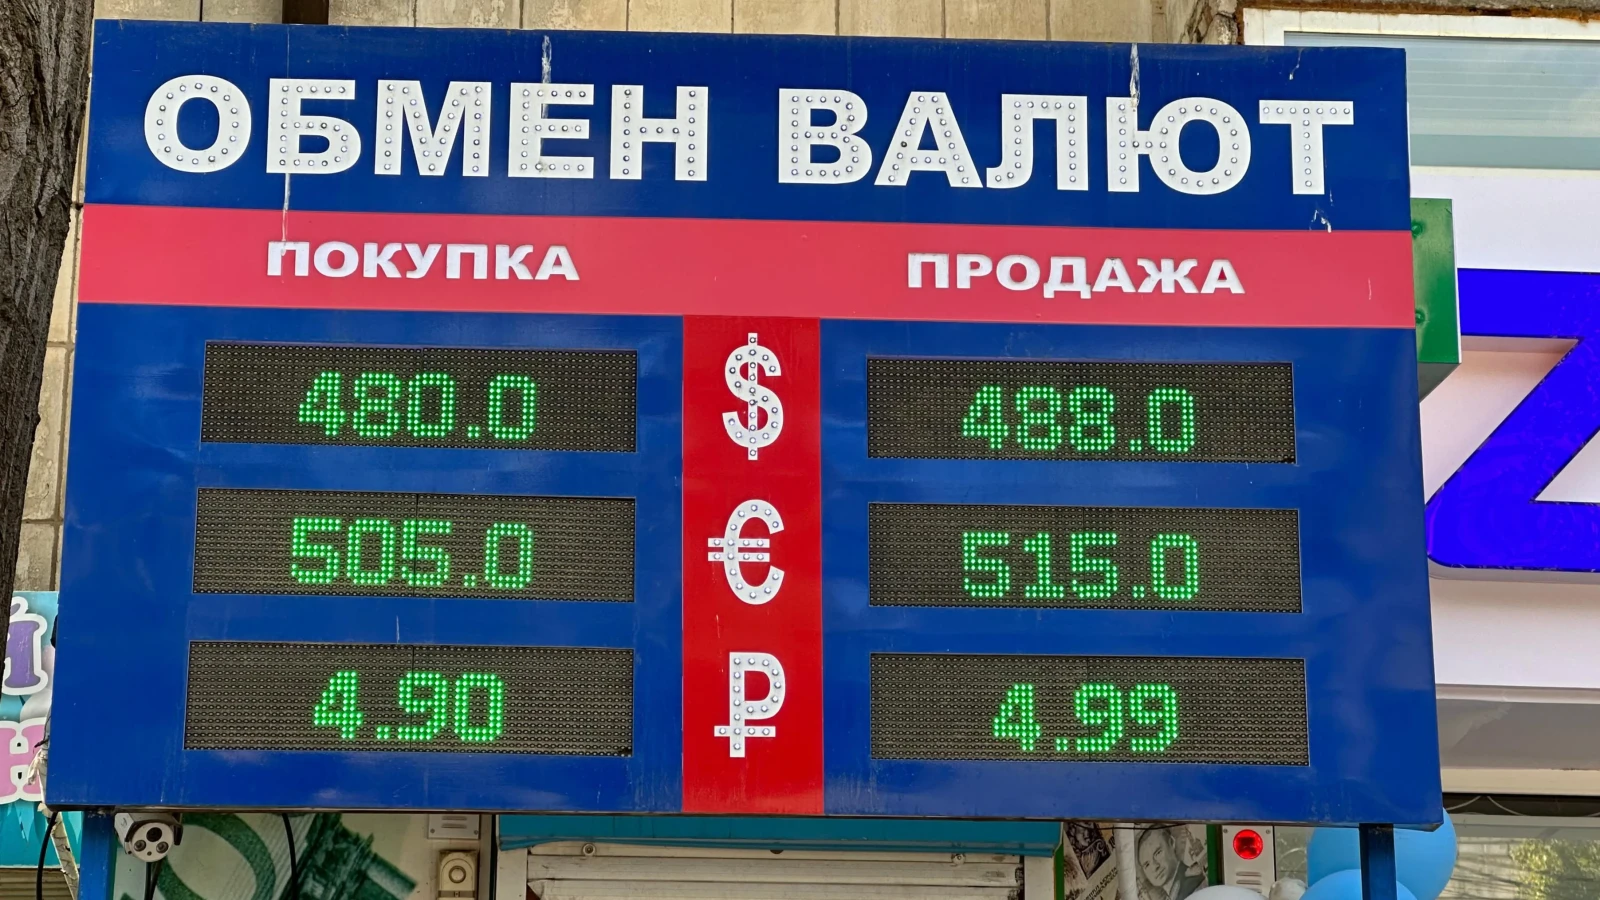 ОБМЕН ВАЛЮТ
ПОКУПКА ПРОДАЖА
480.0 $ 488.0
505.0 € 515.0
4.90 ₽ 4.99
Z
Й
Н